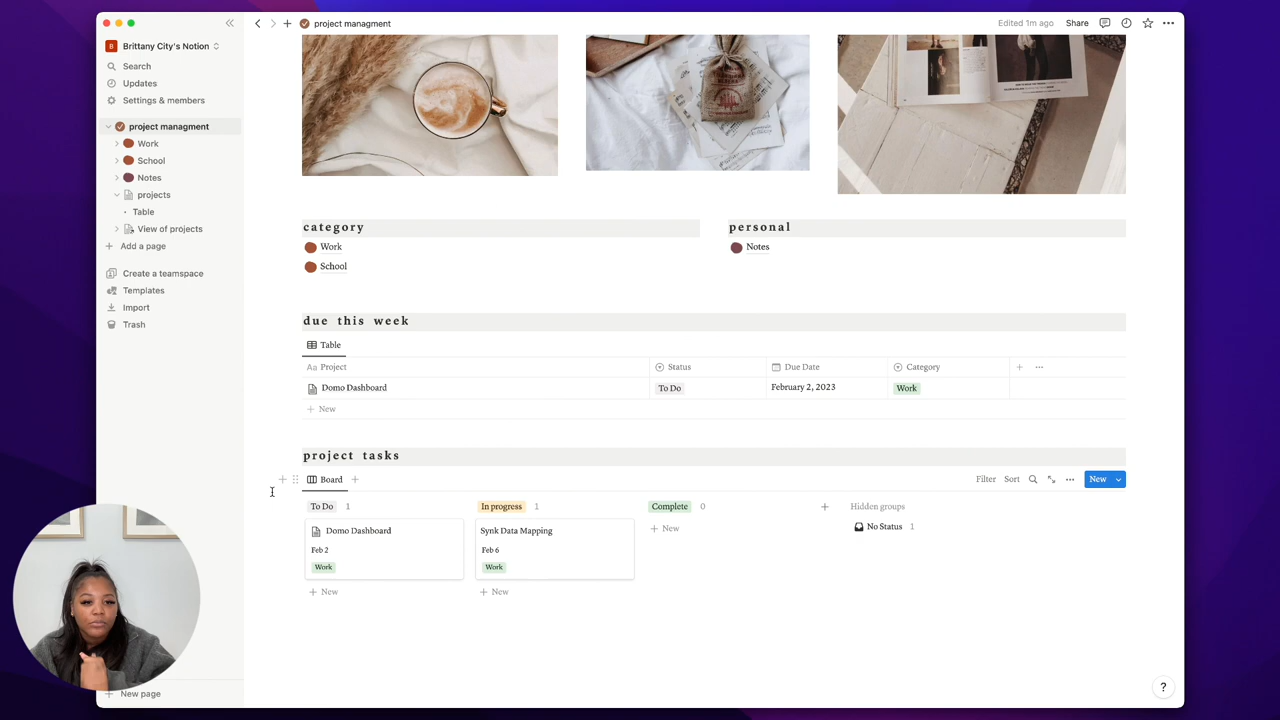 project managment
Edited 1m ago
Share
B
Brittany City's Notion
Search
Updates
Settings & members
project managment
Work
School
Notes
projects
Table
View of projects
Add a page
Create a teamspace
Templates
Import
Trash
New page
category
Work
School
personal
Notes
due this week
Table
Aa Project Status Due Date Category
Domo Dashboard To Do February 2, 2023 Work
New
project tasks
Board
Filter Sort New
To Do 1
Domo Dashboard
Feb 2
Work
New
In progress 1
Synk Data Mapping
Feb 6
Work
New
Complete 0
New
Hidden groups
No Status 1
?